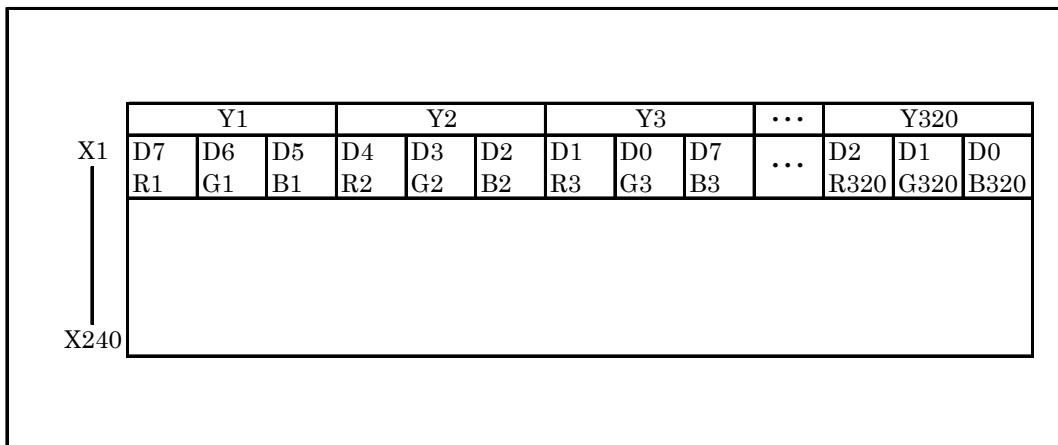 Y1 Y2 Y3 ... Y320
X1 D7 D6 D5 D4 D3 D2 D1 D0 D7 ... D2 D1 D0
R1 G1 B1 R2 G2 B2 R3 G3 B3 R320 G320 B320
X240